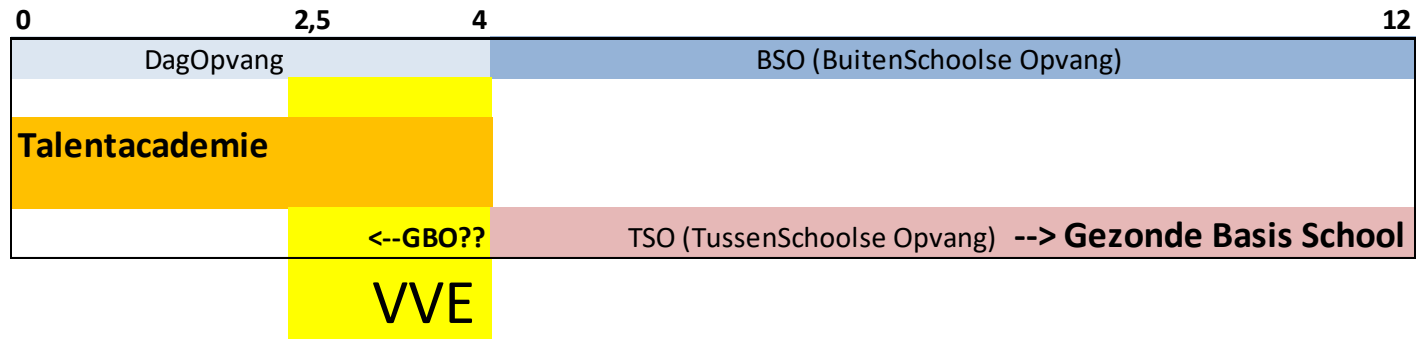 0 2,5 4 12
DagOpvang BSO (BuitenSchoolse Opvang)
Talentacademie
<--GBO?? TSO (TussenSchoolse Opvang) --> Gezonde Basis School
VVE